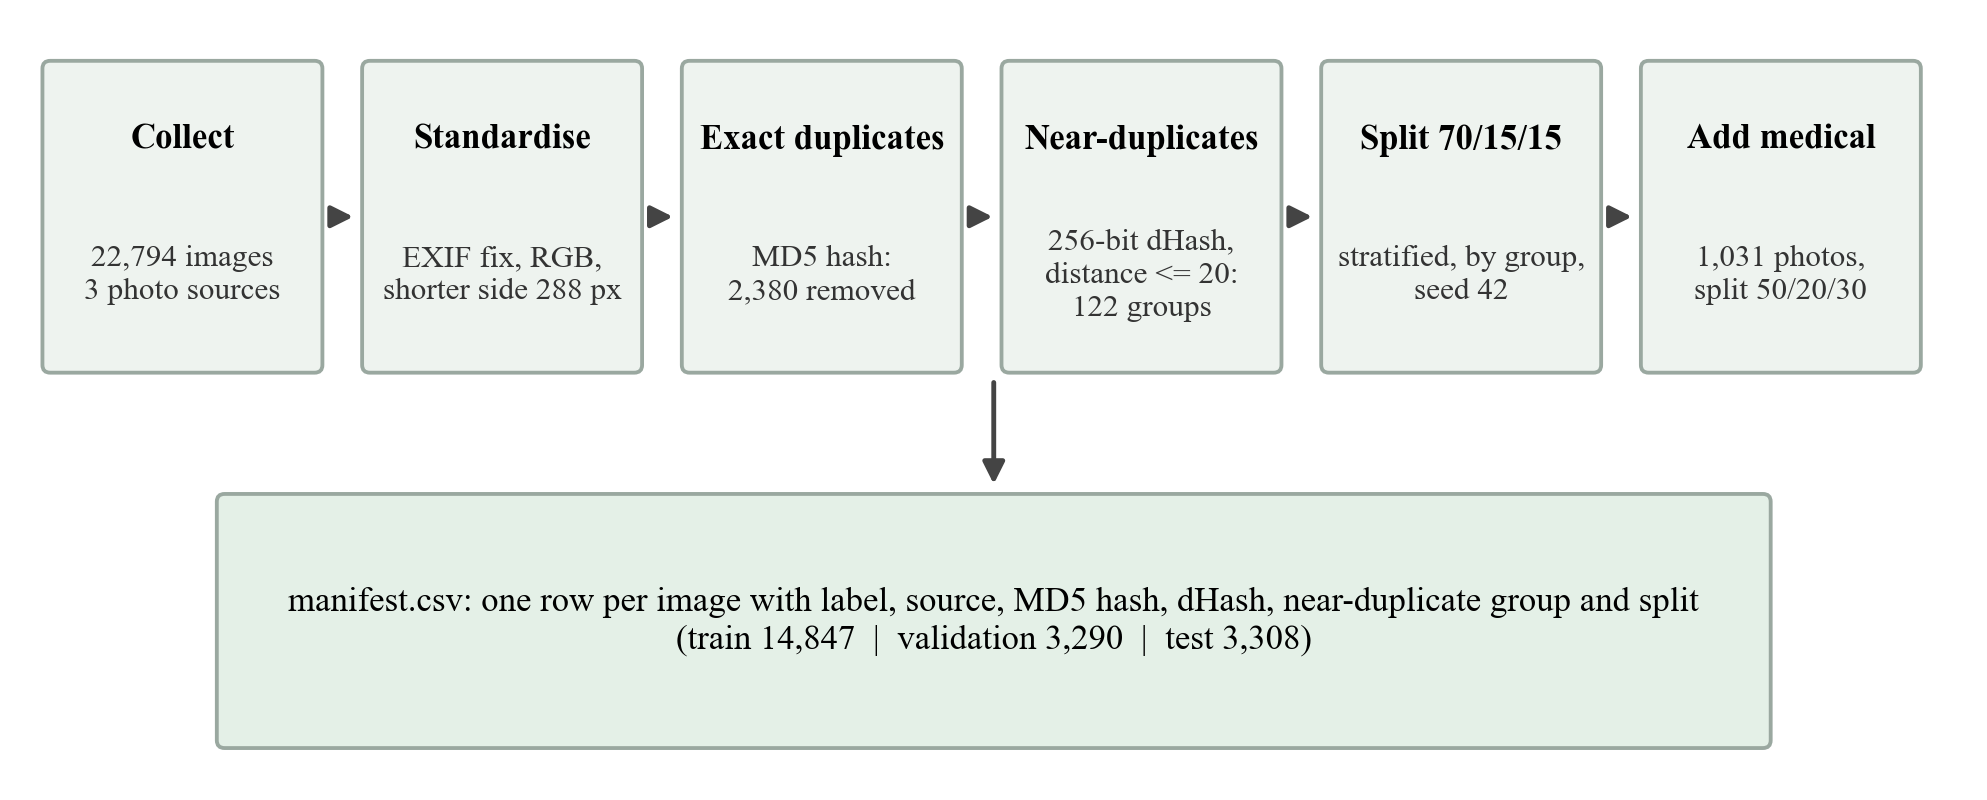 Collect
22,794 images
3 photo sources
Standardise
EXIF fix, RGB,
shorter side 288 px
Exact duplicates
MD5 hash:
2,380 removed
Near-duplicates
256-bit dHash,
distance <= 20:
122 groups
Split 70/15/15
stratified, by group,
seed 42
Add medical
1,031 photos,
split 50/20/30
manifest.csv: one row per image with label, source, MD5 hash, dHash, near-duplicate group and split
(train 14,847 | validation 3,290 | test 3,308)